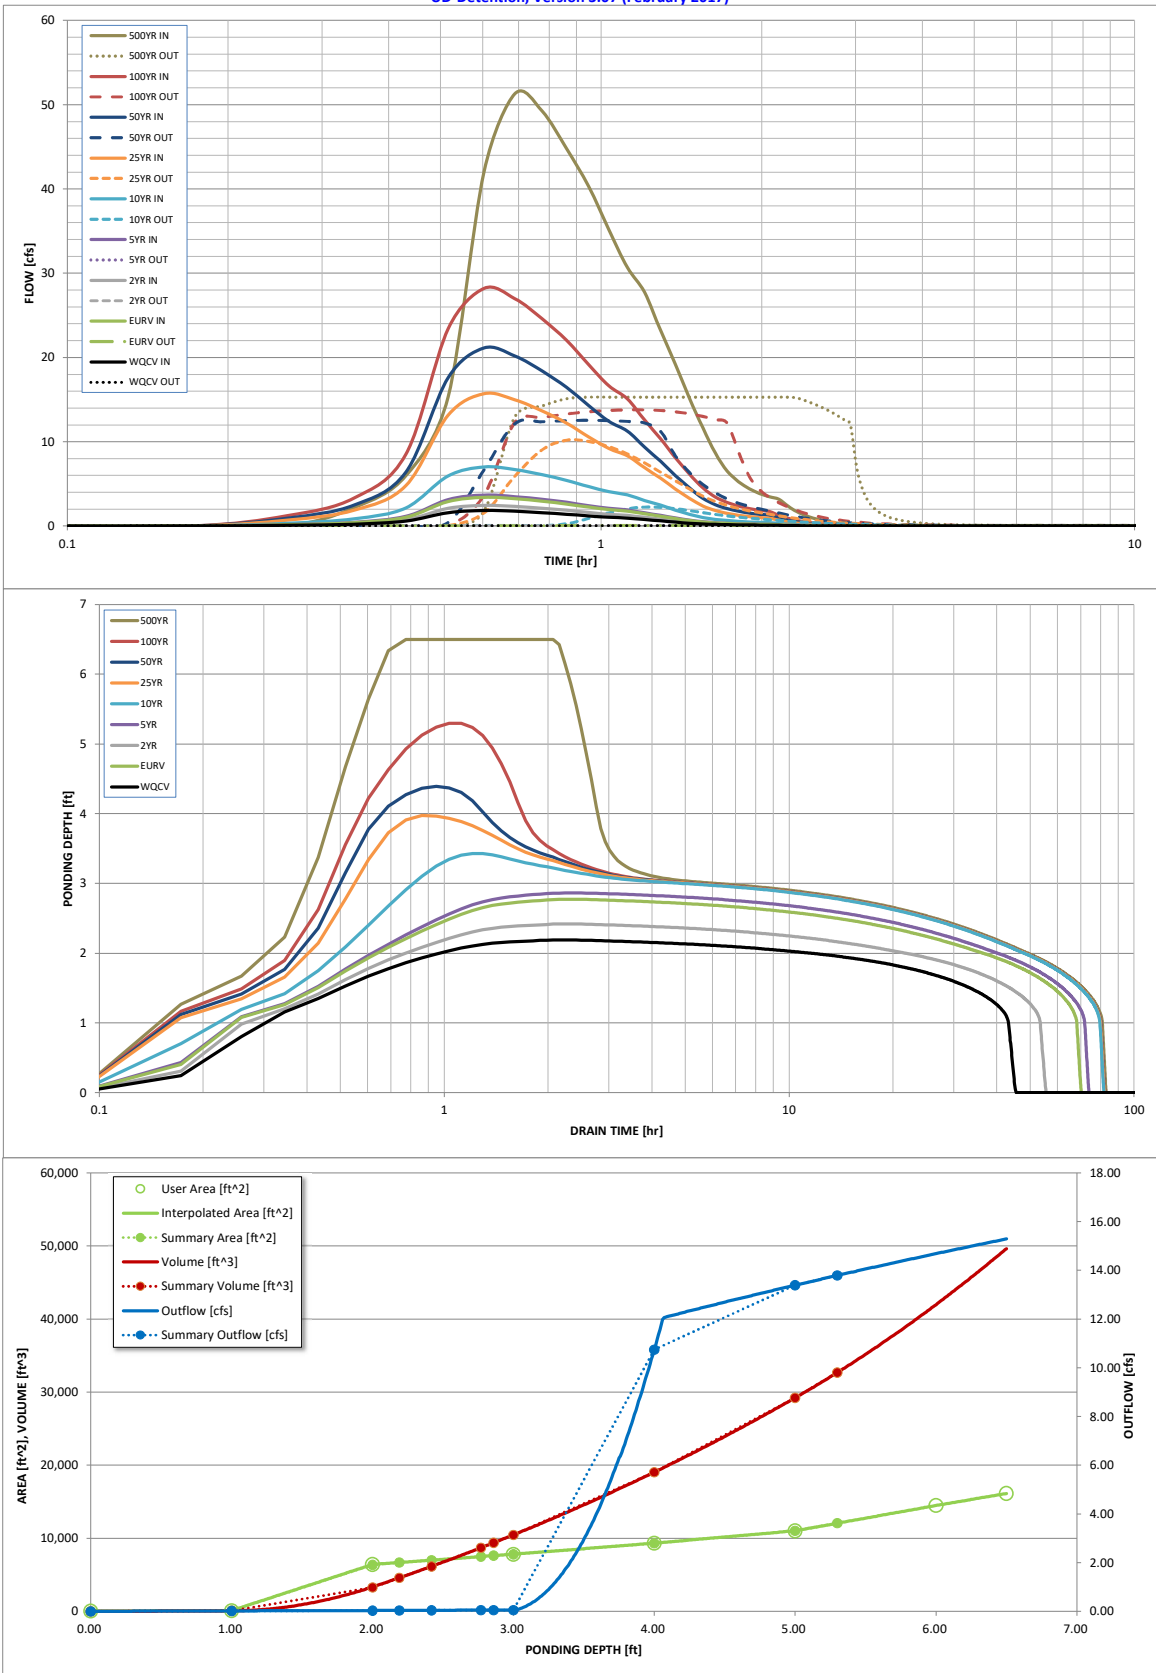 UD-Detention, Version 3.07 (February 2017)
60
50
40
30
20
10
0
FLOW [cfs]
500YR IN
500YR OUT
100YR IN
100YR OUT
50YR IN
50YR OUT
25YR IN
25YR OUT
10YR IN
10YR OUT
5YR IN
5YR OUT
2YR IN
2YR OUT
EURV IN
EURV OUT
WQCV IN
WQCV OUT
0.1 1 10
TIME [hr]
7
6
5
4
3
2
1
0
PONDING DEPTH [ft]
500YR
100YR
50YR
25YR
10YR
5YR
2YR
EURV
WQCV
0.1 1 10 100
DRAIN TIME [hr]
60,000
50,000
40,000
30,000
20,000
10,000
0
AREA [ft^2], VOLUME [ft^3]
User Area [ft^2]
Interpolated Area [ft^2]
Summary Area [ft^2]
Volume [ft^3]
Summary Volume [ft^3]
Outflow [cfs]
Summary Outflow [cfs]
18.00
16.00
14.00
12.00
10.00
8.00
6.00
4.00
2.00
0.00
OUTFLOW [cfs]
0.00 1.00 2.00 3.00 4.00 5.00 6.00 7.00
PONDING DEPTH [ft]